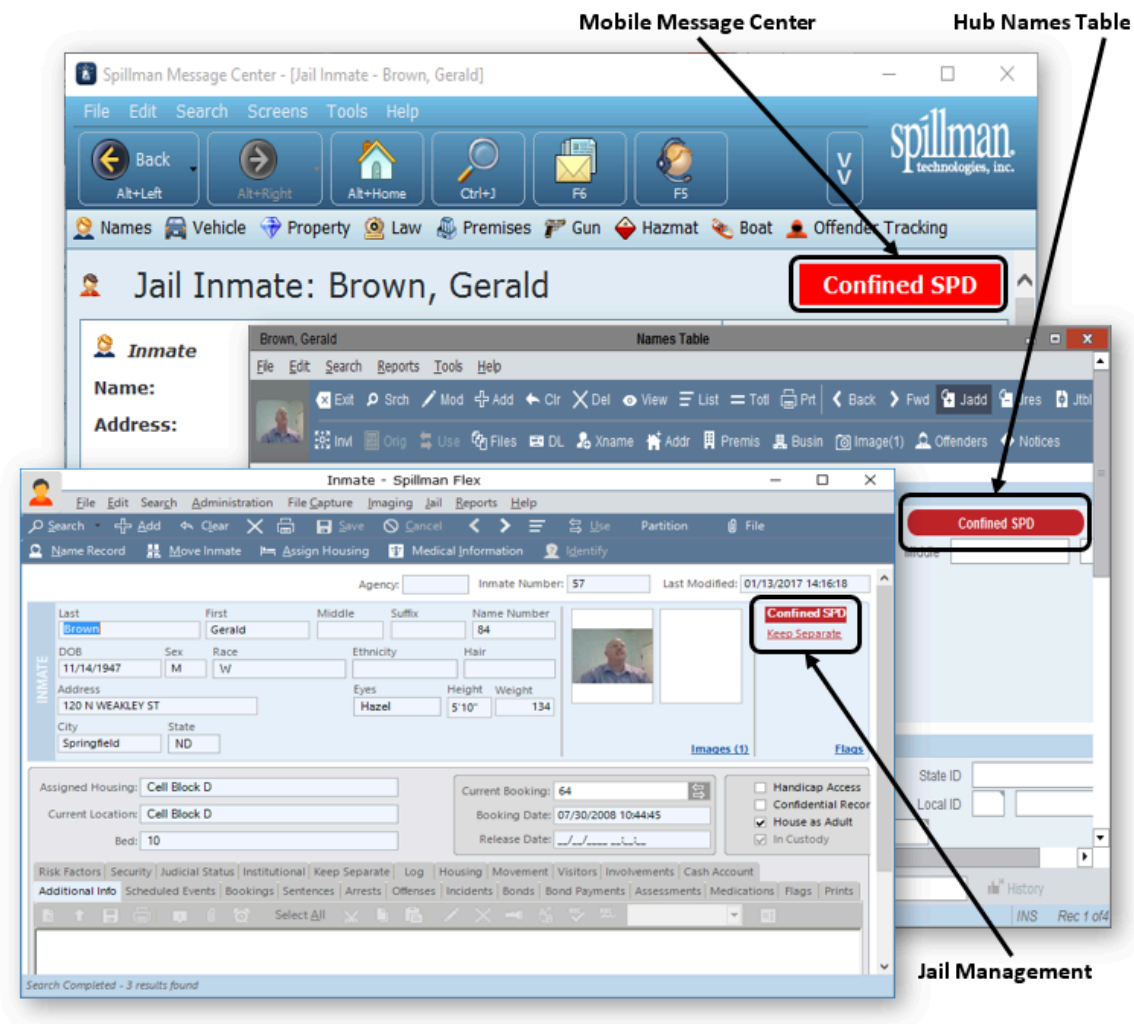 Mobile Message Center
Hub Names Table
Spillman Message Center - [Jail Inmate - Brown, Gerald]
File Edit Search Screens Tools Help
Back
Alt+Left
Alt+Right
Alt+Home
Ctrl+J
F6
F5
spillman
technologies, inc.
Names Vehicle Property Law Premises Gun Hazmat Boat Offender Tracking
Jail Inmate: Brown, Gerald
Confined SPD
Inmate
Name:
Address:
Brown, Gerald
Names Table
File Edit Search Reports Tools Help
Exit Srch Mod Add Clr Del View List Totl Prt Back Fwd Jadd Jres Jtbl
Invl Orig Use Files DL Xname Addr Premis Busin Image(1) Offenders Notices
Confined SPD
Middle
State ID
Local ID
History
INS Rec 1 of4
Inmate - Spillman Flex
File Edit Search Administration File Capture Imaging Jail Reports Help
Search Add Clear Save Cancel Use Partition File
Name Record Move Inmate Assign Housing Medical Information Identify
Agency: Inmate Number: 57 Last Modified: 01/13/2017 14:16:18
INMATE
Last First Middle Suffix Name Number
Brown Gerald 84
Confined SPD
Keep Separate
DOB Sex Race Ethnicity Hair
11/14/1947 M W
Address Eyes Height Weight
120 N WEAKLEY ST Hazel 5'10" 134
City State
Springfield ND
Images (1)
Flags
Assigned Housing: Cell Block D
Current Location: Cell Block D
Bed: 10
Current Booking: 64
Booking Date: 07/30/2008 10:44:45
Release Date: __/__/____ __:__:__
Handicap Access
Confidential Recor
House as Adult
In Custody
Risk Factors Security Judicial Status Institutional Keep Separate Log Housing Movement Visitors Involvements Cash Account
Additional Info Scheduled Events Bookings Sentences Arrests Offenses Incidents Bonds Bond Payments Assessments Medications Flags Prints
Select All
Search Completed - 3 results found
Jail Management